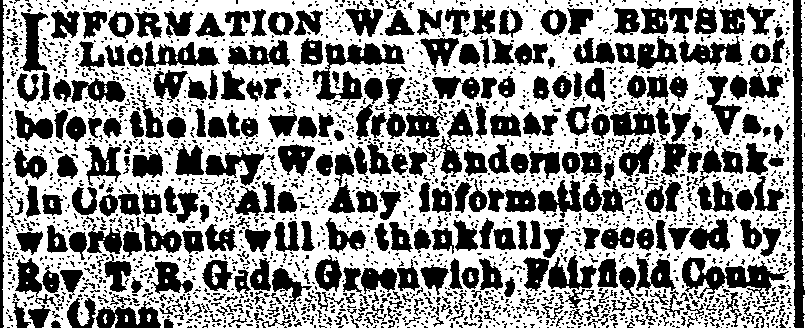 INFORMATION WANTED OF BETSEY,
Lucinda and Susan Walker, daughters of
Cleroa Walker. They were sold one year
before the late war, from Almar County, Va.,
to a Miss Mary Weather Anderson, of Frank-
lin County, Ala. Any information of their
whereabouts will be thankfully received by
Rev T. R. Geda, Greenwich, Fairfield Coun-
ty, Conn.